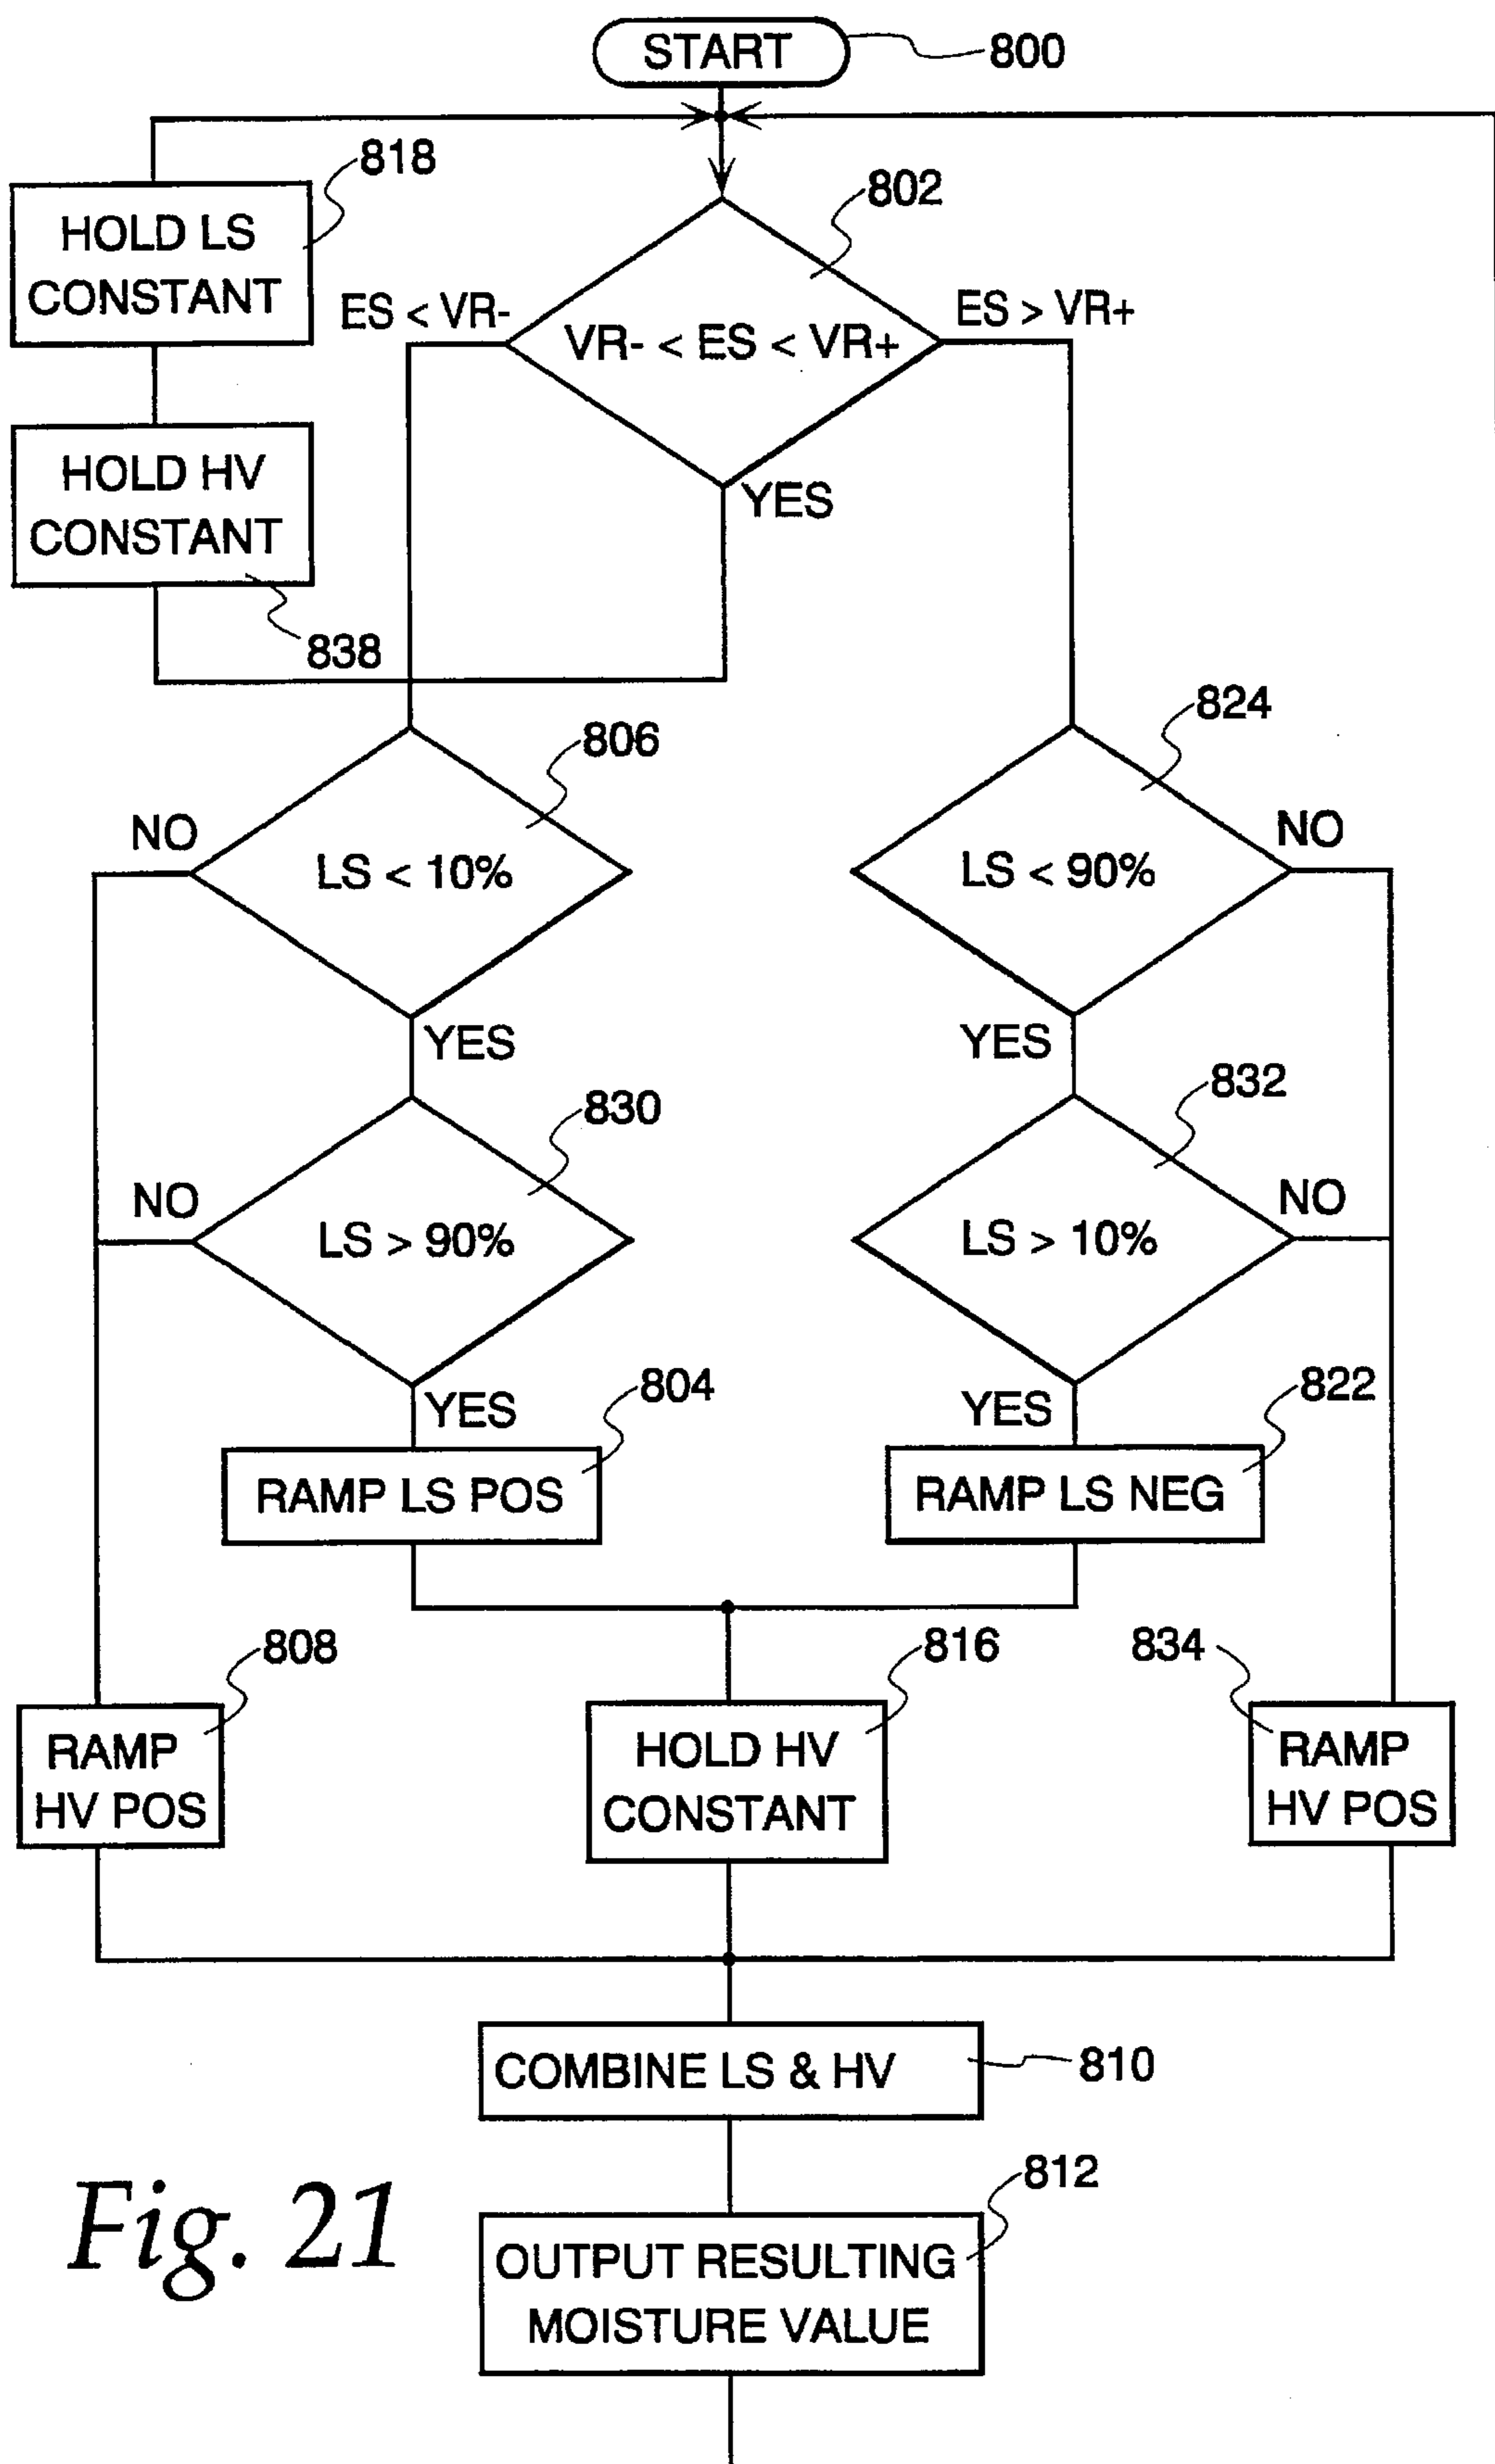 START
800
818
HOLD LS
CONSTANT
802
ES < VR-
VR- < ES < VR+
ES > VR+
HOLD HV
CONSTANT
YES
838
806
824
NO
LS < 10%
LS < 90%
NO
YES
YES
830
832
NO
LS > 90%
LS > 10%
NO
YES
804
YES
822
RAMP LS POS
RAMP LS NEG
808
816
834
RAMP
HV POS
HOLD HV
CONSTANT
RAMP
HV POS
COMBINE LS & HV
810
812
OUTPUT RESULTING
MOISTURE VALUE
Fig. 21